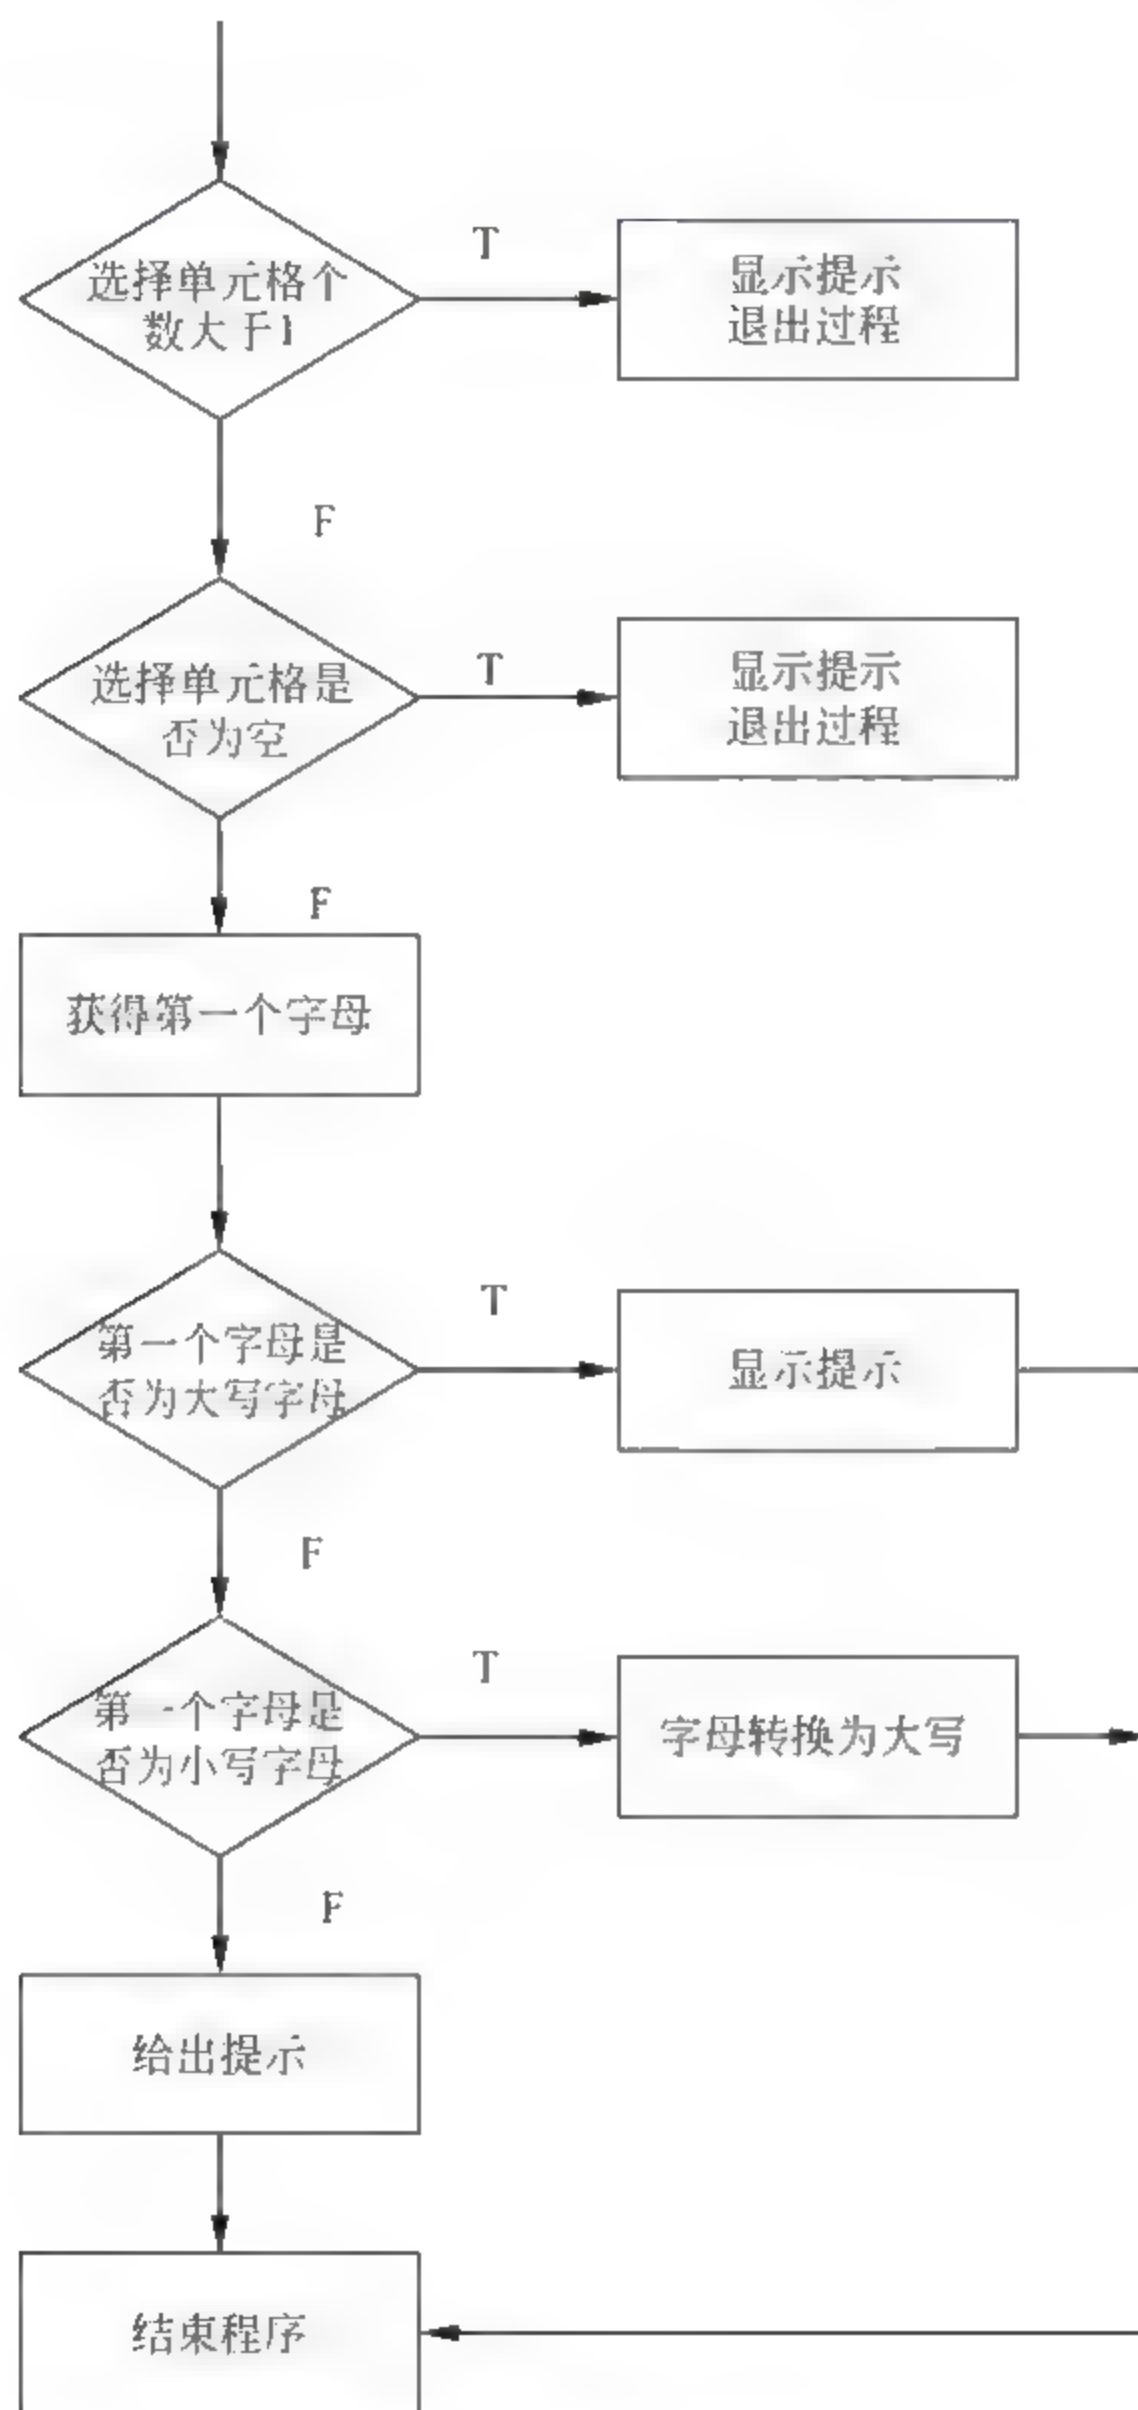 选择单元格个
数大于1
T
显示提示
退出过程
F
选择单元格是
否为空
T
显示提示
退出过程
F
获得第一个字母
第一个字母是
否为大写字母
T
显示提示
F
第一个字母是
否为小写字母
T
字母转换为大写
F
给出提示
结束程序